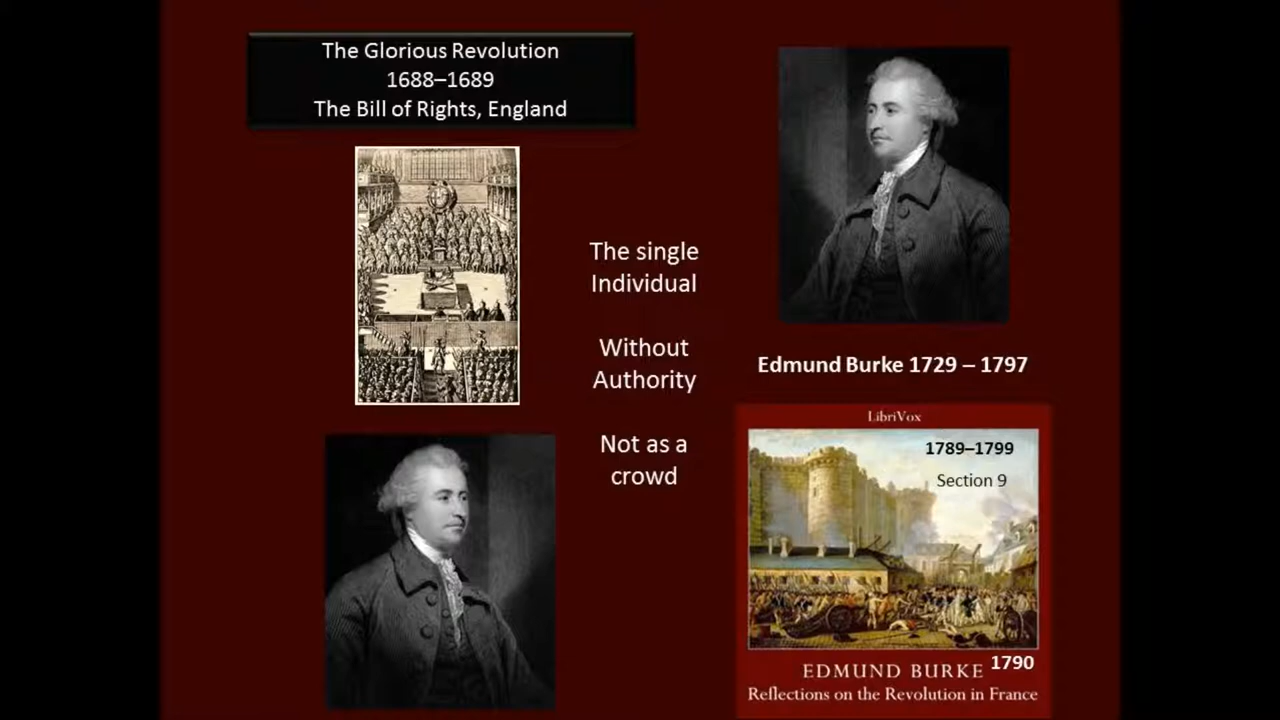 The Glorious Revolution
1688–1689
The Bill of Rights, England
The single
Individual
Without
Authority
Not as a
crowd
Edmund Burke 1729 – 1797
LibriVox
1789–1799
Section 9
EDMUND BURKE 1790
Reflections on the Revolution in France